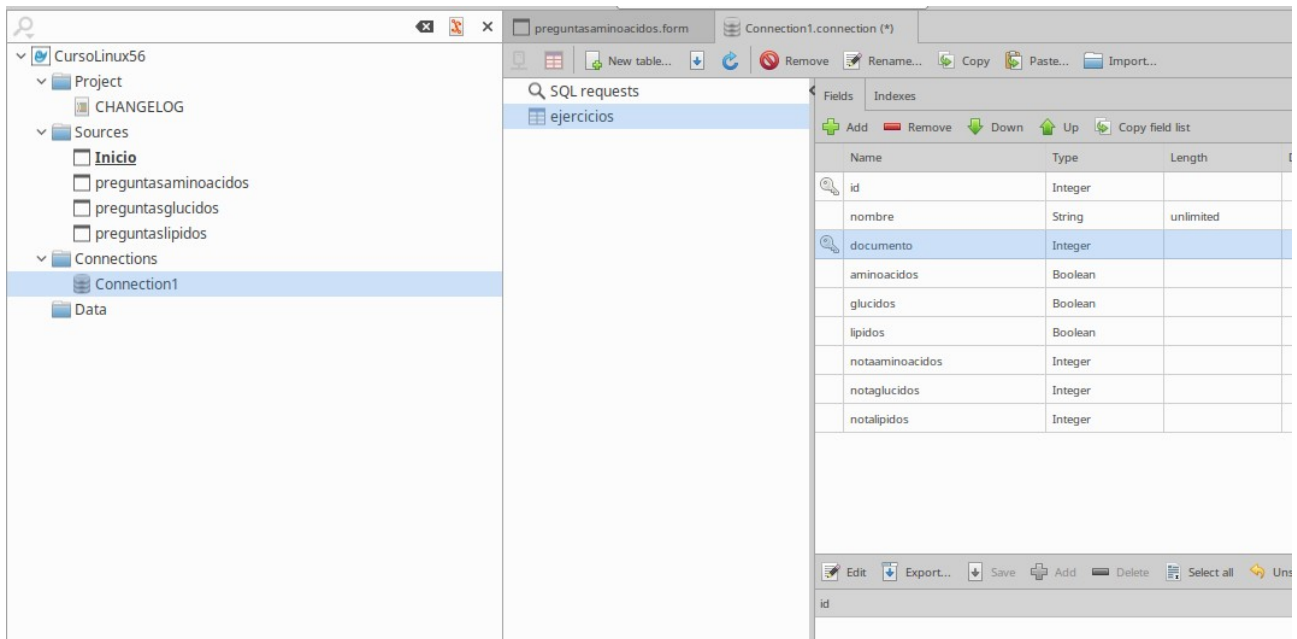 preguntasaminoacidos.form
Connection1.connection (*)
CursoLinux56
Project
CHANGELOG
Sources
Inicio
preguntasaminoacidos
preguntasglucidos
preguntaslipidos
Connections
Connection1
Data
New table... Remove Rename... Copy Paste... Import...
SQL requests
ejercicios
Fields Indexes
Add Remove Down Up Copy field list
Name Type Length
id Integer
nombre String unlimited
documento Integer
aminoacidos Boolean
glucidos Boolean
lipidos Boolean
notaaminoacidos Integer
notaglucidos Integer
notalipidos Integer
Edit Export... Save Add Delete Select all
id